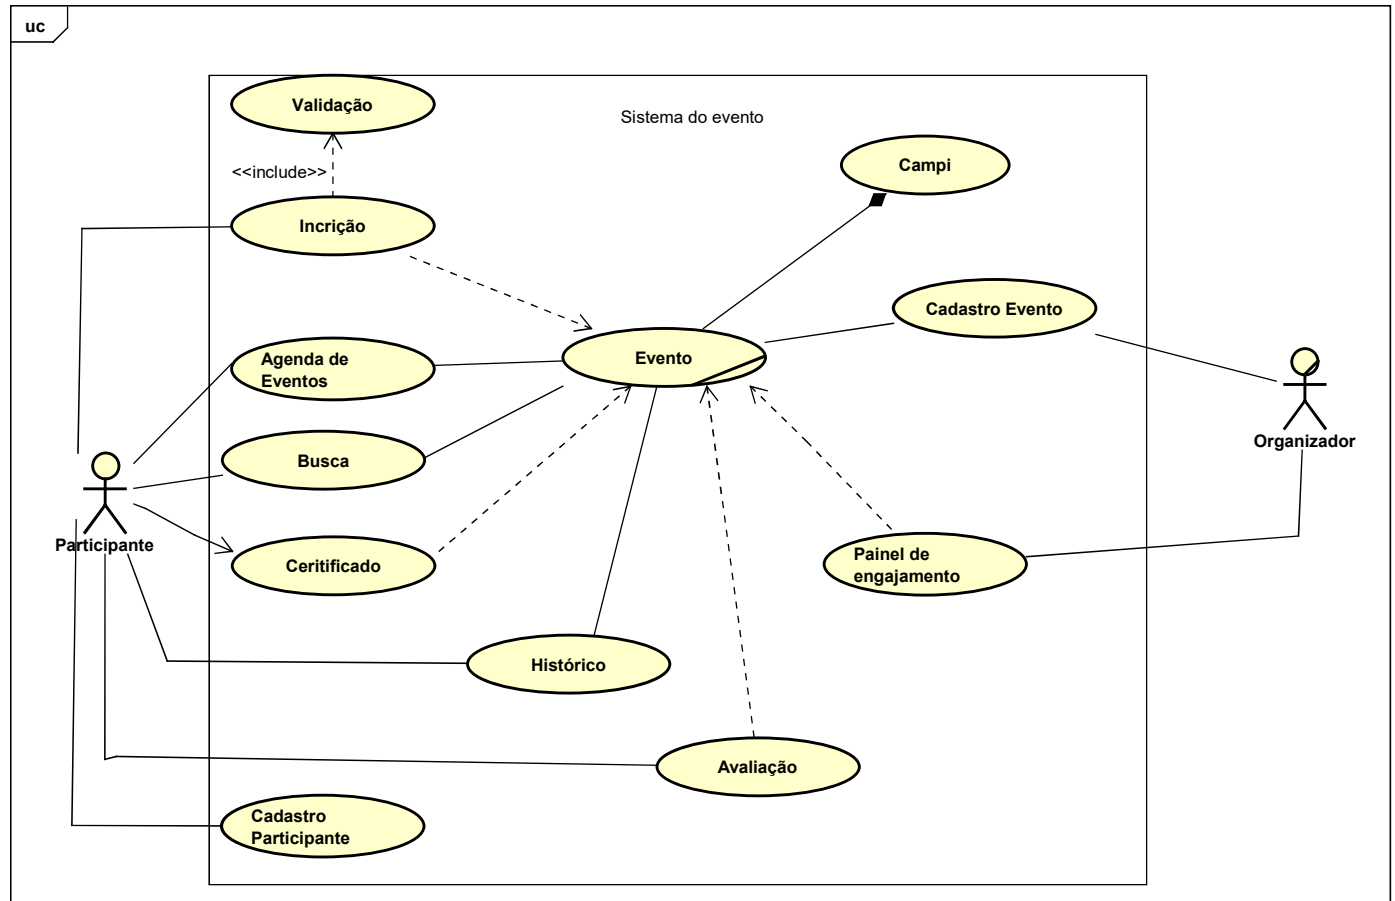 uc
Validação
Sistema do evento
<<include>>
Campi
Incrição
Cadastro Evento
Evento
Agenda de
Eventos
Organizador
Busca
Participante
Ceritificado
Painel de
engajamento
Histórico
Avaliação
Cadastro
Participante